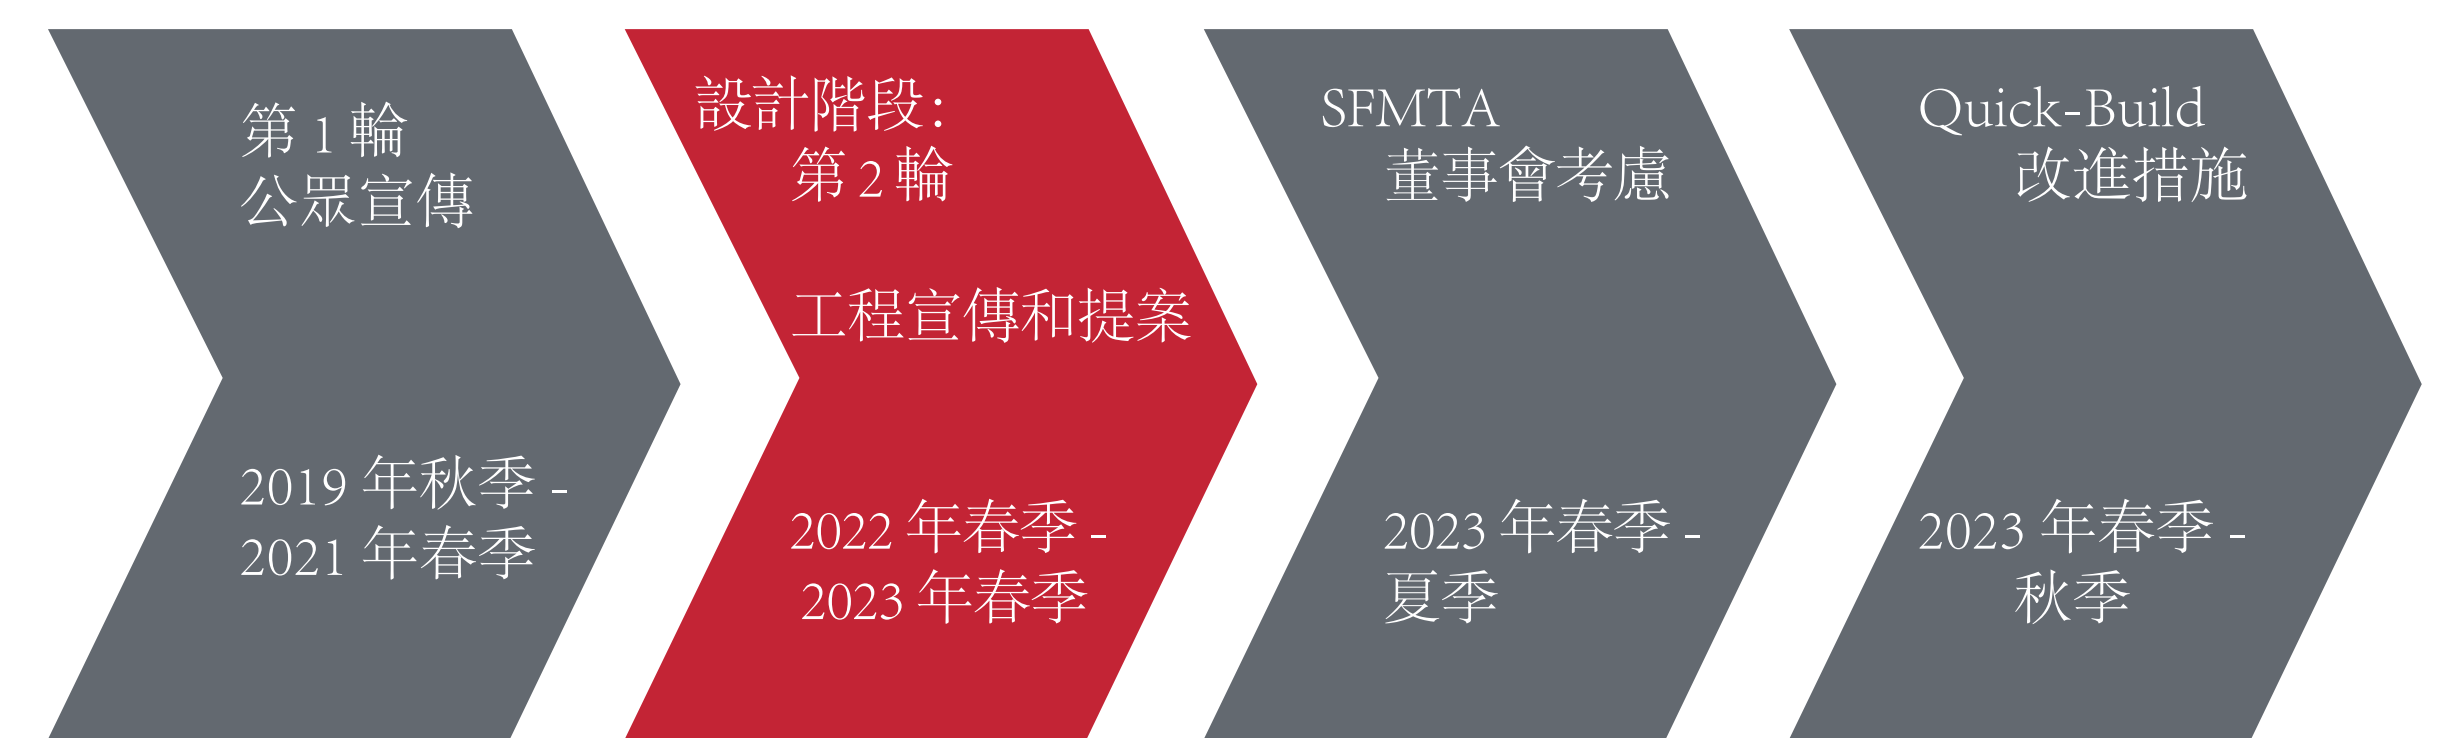 第 1 輪
公眾宣傳
2019 年秋季 -
2021 年春季
設計階段：
第 2 輪
工程宣傳和提案
2022 年春季 -
2023 年春季
SFMTA
董事會考慮
2023 年春季 -
夏季
Quick-Build
改進措施
2023 年春季 -
秋季